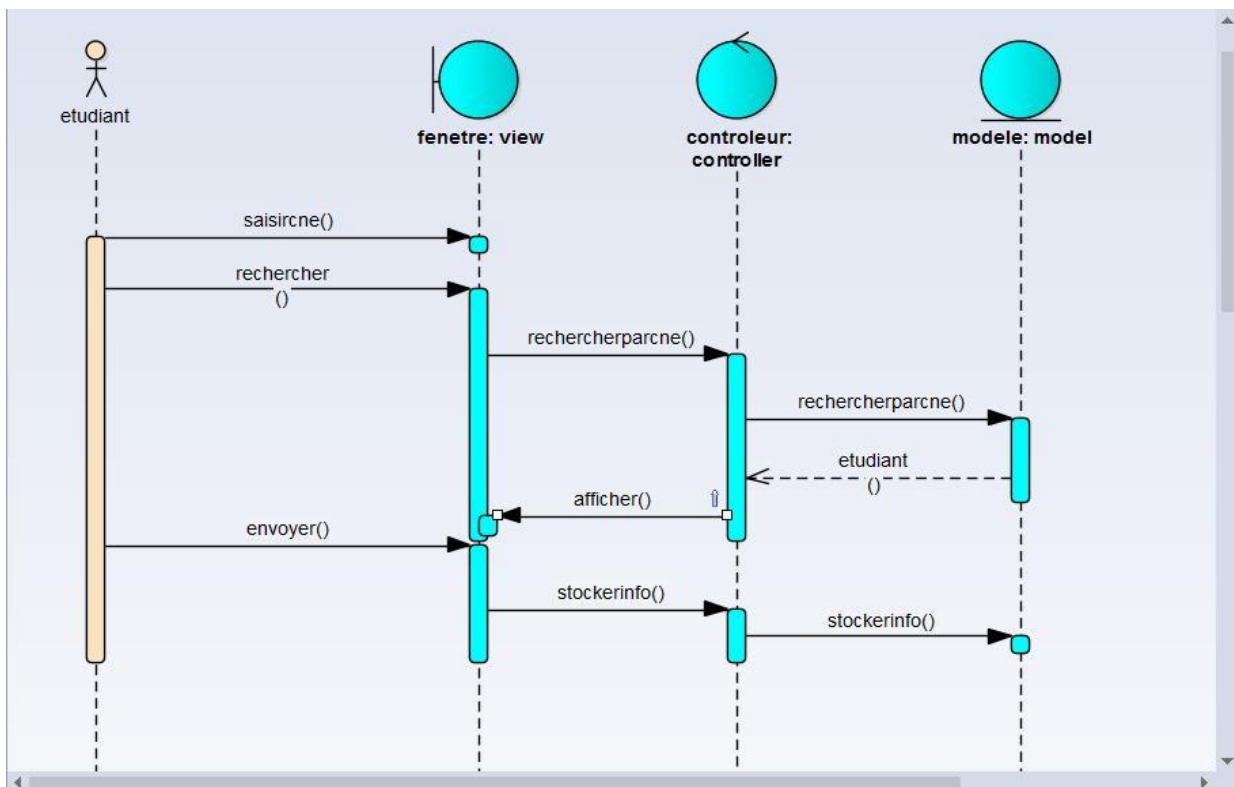 etudiant
fenetre: view
controleur:
controller
modele: model
saisircne()
rechercher
()
rechercherparcne()
rechercherparcne()
etudiant
()
afficher()
envoyer()
stockerinfo()
stockerinfo()